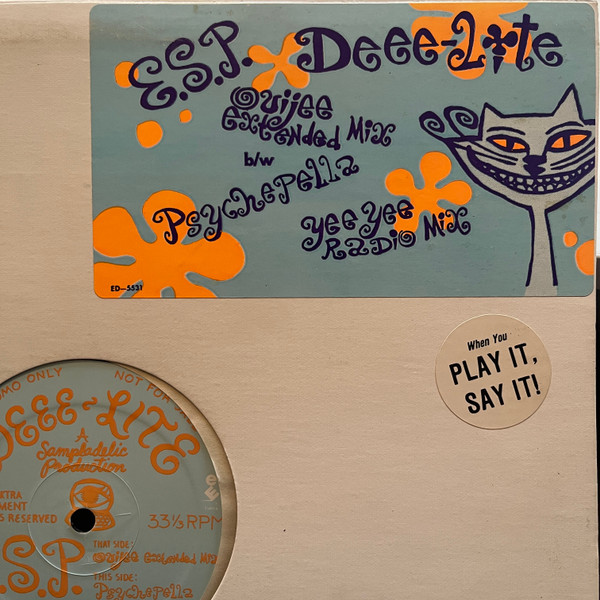 E.S.P. Deee-Lite
Ouijee
extended Mix
b/w
Psychepella
yee yee
Radio Mix
ED-5531
When You
PLAY IT,
SAY IT!
ONLY NOT FOR
DEEE-LITE
A
Sampladelic
Production
33⅓ RPM
RESERVED
THAT SIDE:
Ouijee Extended Mix
.S.P.
THIS SIDE:
Psychepella